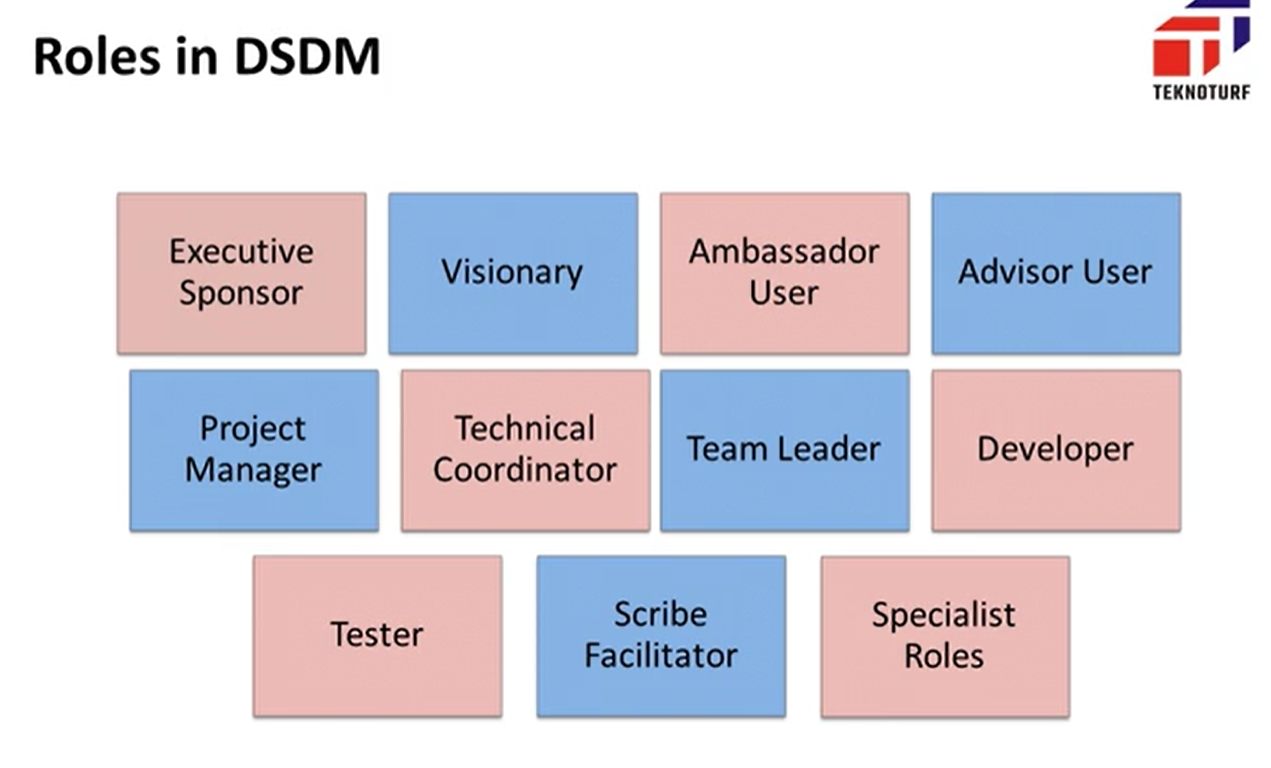 Roles in DSDM
TEKNOTURF
Executive
Sponsor
Visionary
Ambassador
User
Advisor User
Project
Manager
Technical
Coordinator
Team Leader
Developer
Tester
Scribe
Facilitator
Specialist
Roles